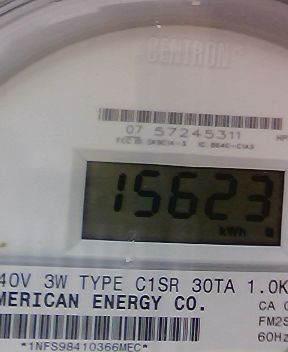 CENTRON
07 57245311
15623
kWh
40V 3W TYPE C1SR 30TA 1.0K
MERICAN ENERGY CO.
CA
FM2S
60Hz
*1NFS98410366MEC*